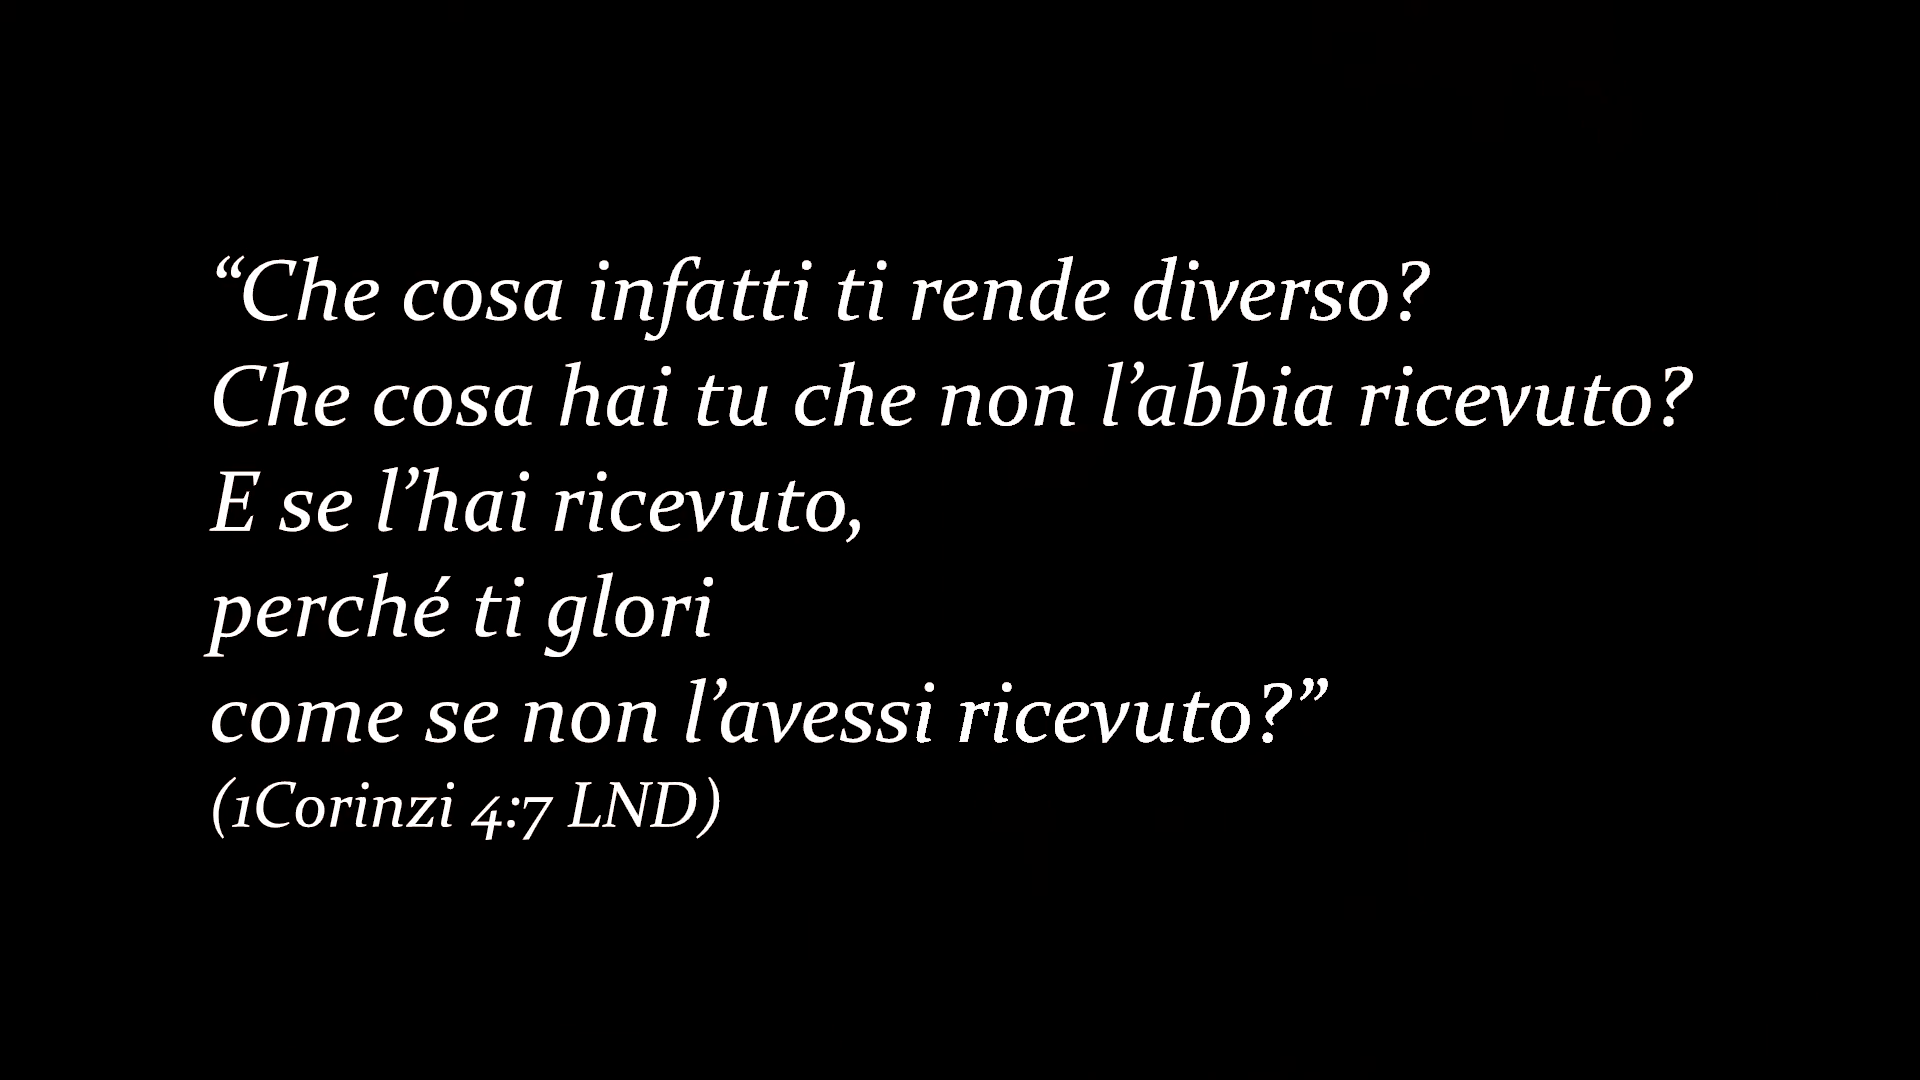 “Che cosa infatti ti rende diverso?
Che cosa hai tu che non l’abbia ricevuto?
E se l’hai ricevuto,
perché ti glori
come se non l’avessi ricevuto?”
(1Corinzi 4:7 LND)